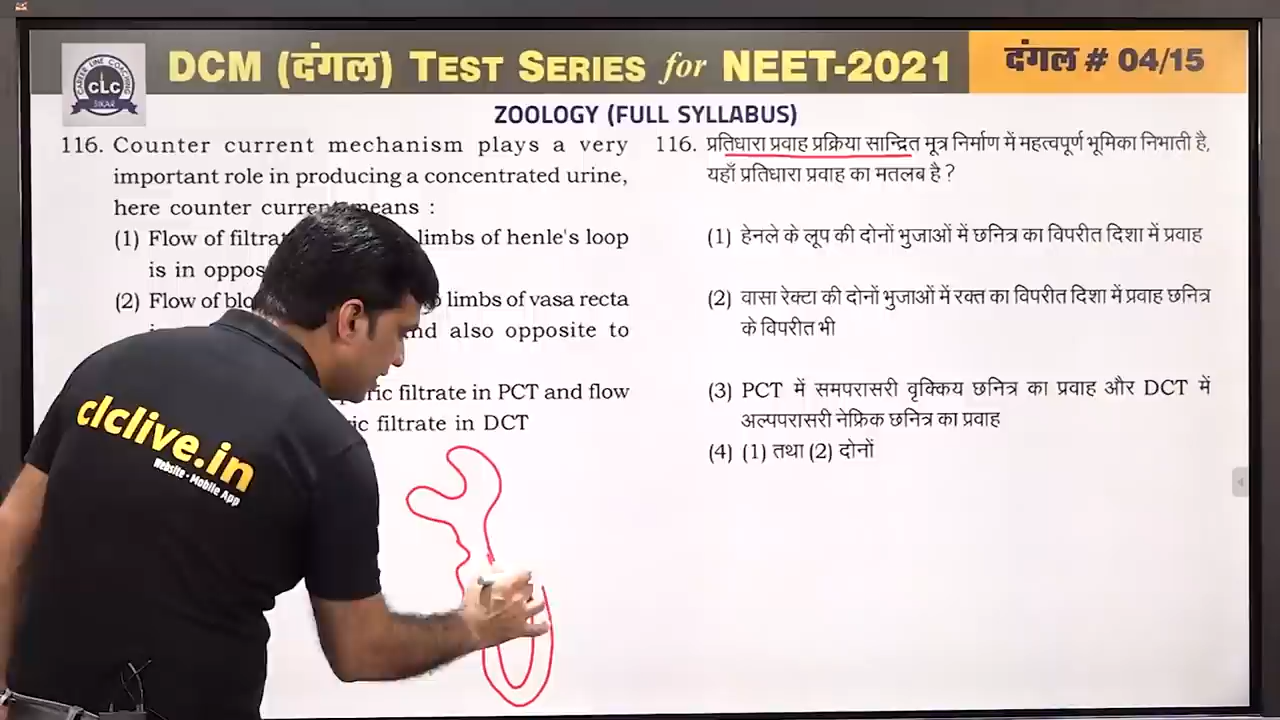 DCM (दंगल) TEST SERIES for NEET-2021
दंगल # 04/15
CAREER LINE COACHING
CLC
SIKAR
ZOOLOGY (FULL SYLLABUS)
116. Counter current mechanism plays a very
important role in producing a concentrated urine,
here counter current means :
(1) Flow of filtrat limbs of henle's loop
is in oppos
(2) Flow of blo limbs of vasa recta
and also opposite to
filtrate in PCT and flow
filtrate in DCT
116. प्रतिधारा प्रवाह प्रक्रिया सान्द्रित मूत्र निर्माण में महत्वपूर्ण भूमिका निभाती है,
यहाँ प्रतिधारा प्रवाह का मतलब है ?
(1) हेनले के लूप की दोनों भुजाओं में छनित्र का विपरीत दिशा में प्रवाह
(2) वासा रेक्टा की दोनों भुजाओं में रक्त का विपरीत दिशा में प्रवाह छनित्र
के विपरीत भी
(3) PCT में समपरासरी वृक्किय छनित्र का प्रवाह और DCT में
अल्पपरासरी नेफ्रिक छनित्र का प्रवाह
(4) (1) तथा (2) दोनों
clclive.in
Website - Mobile App